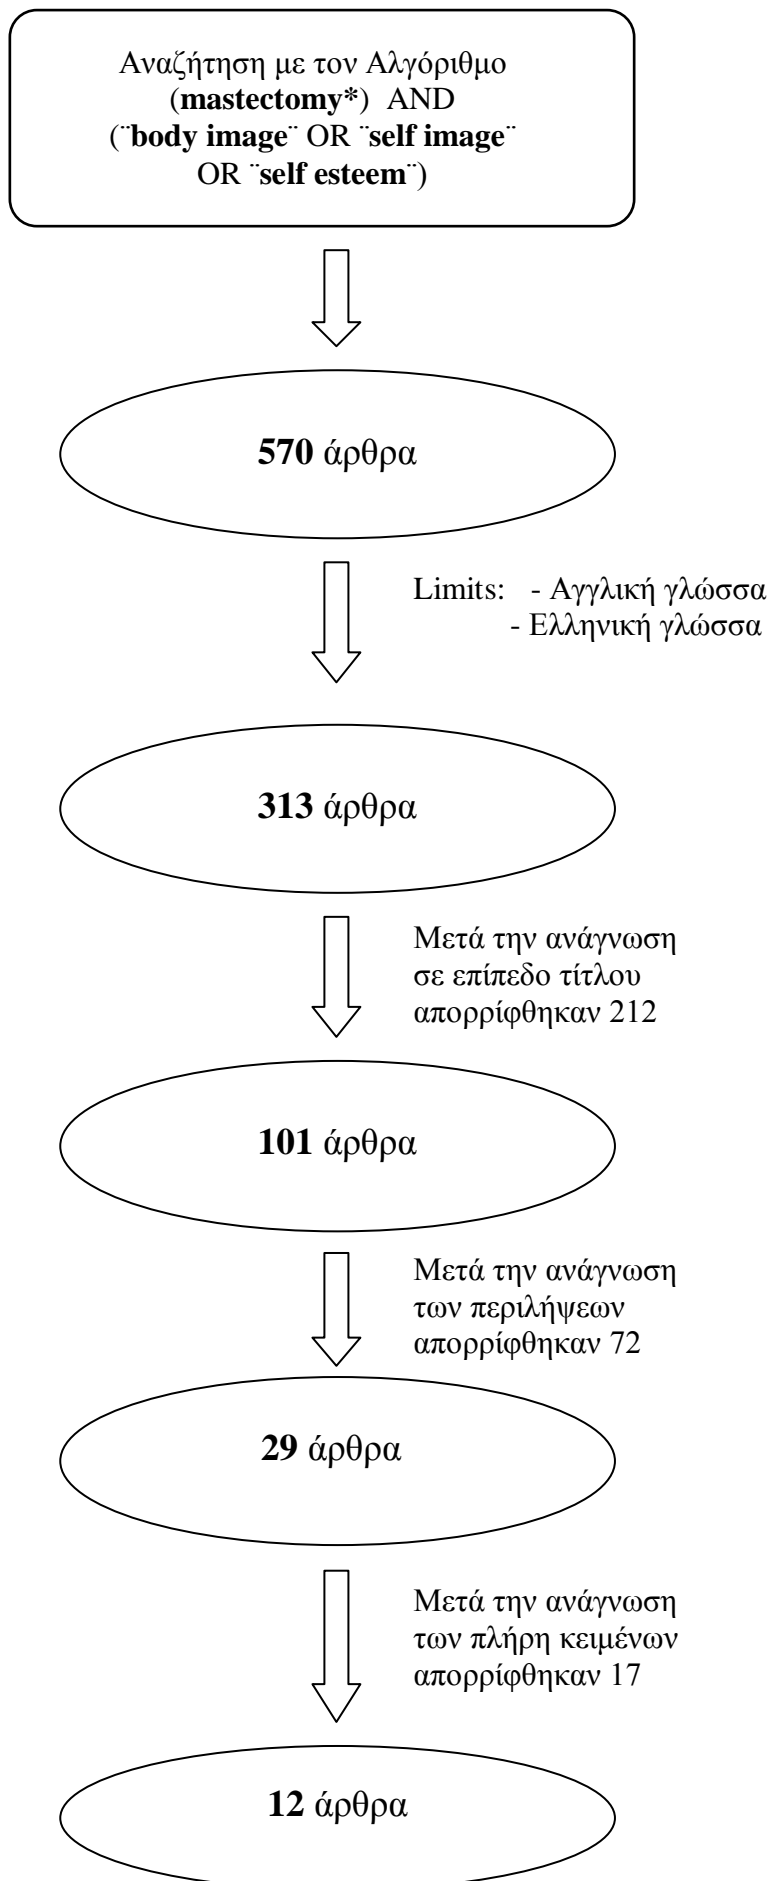 Αναζήτηση με τον Αλγόριθμο
(mastectomy*) AND
(¨body image¨ OR ¨self image¨
OR ¨self esteem¨)
570 άρθρα
Limits: - Αγγλική γλώσσα
- Ελληνική γλώσσα
313 άρθρα
Μετά την ανάγνωση
σε επίπεδο τίτλου
απορρίφθηκαν 212
101 άρθρα
Μετά την ανάγνωση
των περιλήψεων
απορρίφθηκαν 72
29 άρθρα
Μετά την ανάγνωση
των πλήρη κειμένων
απορρίφθηκαν 17
12 άρθρα